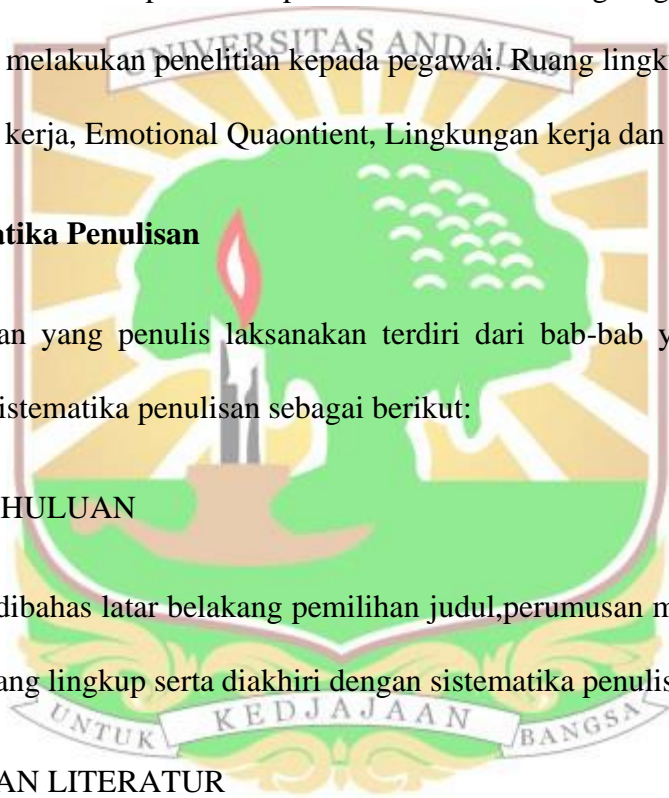 UNIVERSITAS ANDALAS
melakukan penelitian kepada pegawai. Ruang lingk
kerja, Emotional Quaontient, Lingkungan kerja dan
atika Penulisan
an yang penulis laksanakan terdiri dari bab-bab y
istematika penulisan sebagai berikut:
HULUAN
dibahas latar belakang pemilihan judul,perumusan m
ang lingkup serta diakhiri dengan sistematika penulis
UNTUK KEDJAJAAN BANGSA
AN LITERATUR